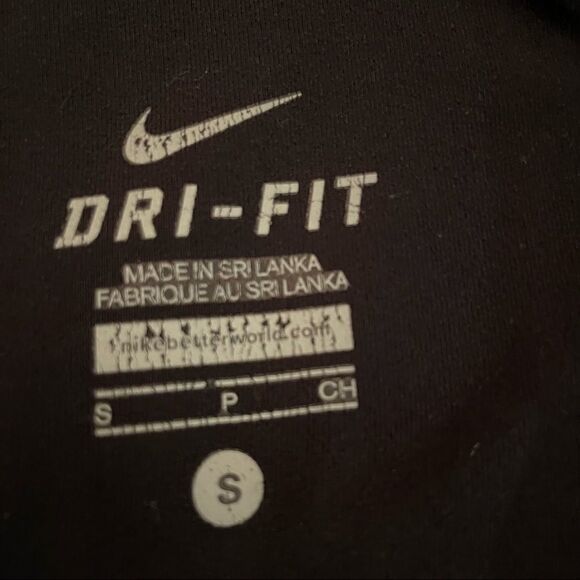 DRI-FIT
MADE IN SRI LANKA
FABRIQUE AU SRI LANKA
nikebetterworld.com
S P CH
S